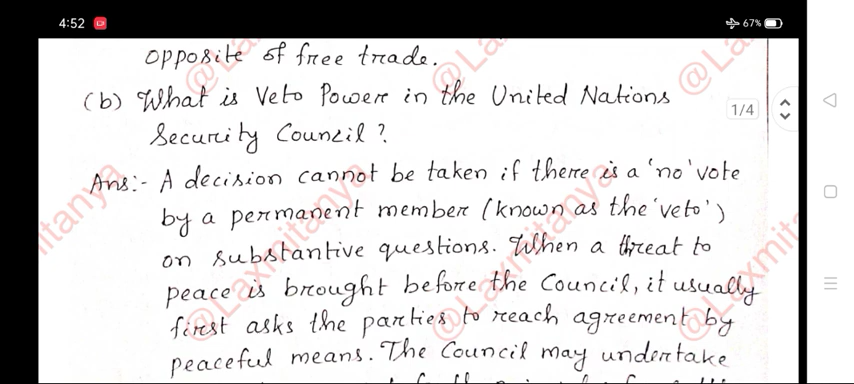 4:52
67%
opposite of free trade.
(b) What is Veto Power in the United Nations
1/4
Security Council?
Ans:- A decision cannot be taken if there is a 'no' vote
by a permanent member (known as the 'veto')
on substantive questions. When a threat to
peace is brought before the Council, it usually
first asks the parties to reach agreement by
peaceful means. The Council may undertake
@Laxmitanya